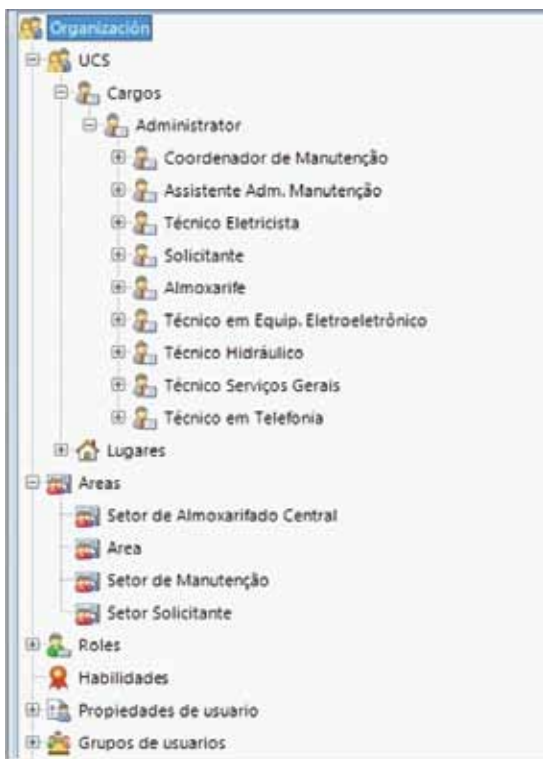 Organización
UCS
Cargos
Administrator
Coordenador de Manutenção
Assistente Adm. Manutenção
Técnico Eletricista
Solicitante
Almoxarife
Técnico em Equip. Eletroeletrônico
Técnico Hidráulico
Técnico Serviços Gerais
Técnico em Telefonia
Lugares
Areas
Setor de Almoxarifado Central
Area
Setor de Manutenção
Setor Solicitante
Roles
Habilidades
Propiedades de usuario
Grupos de usuarios